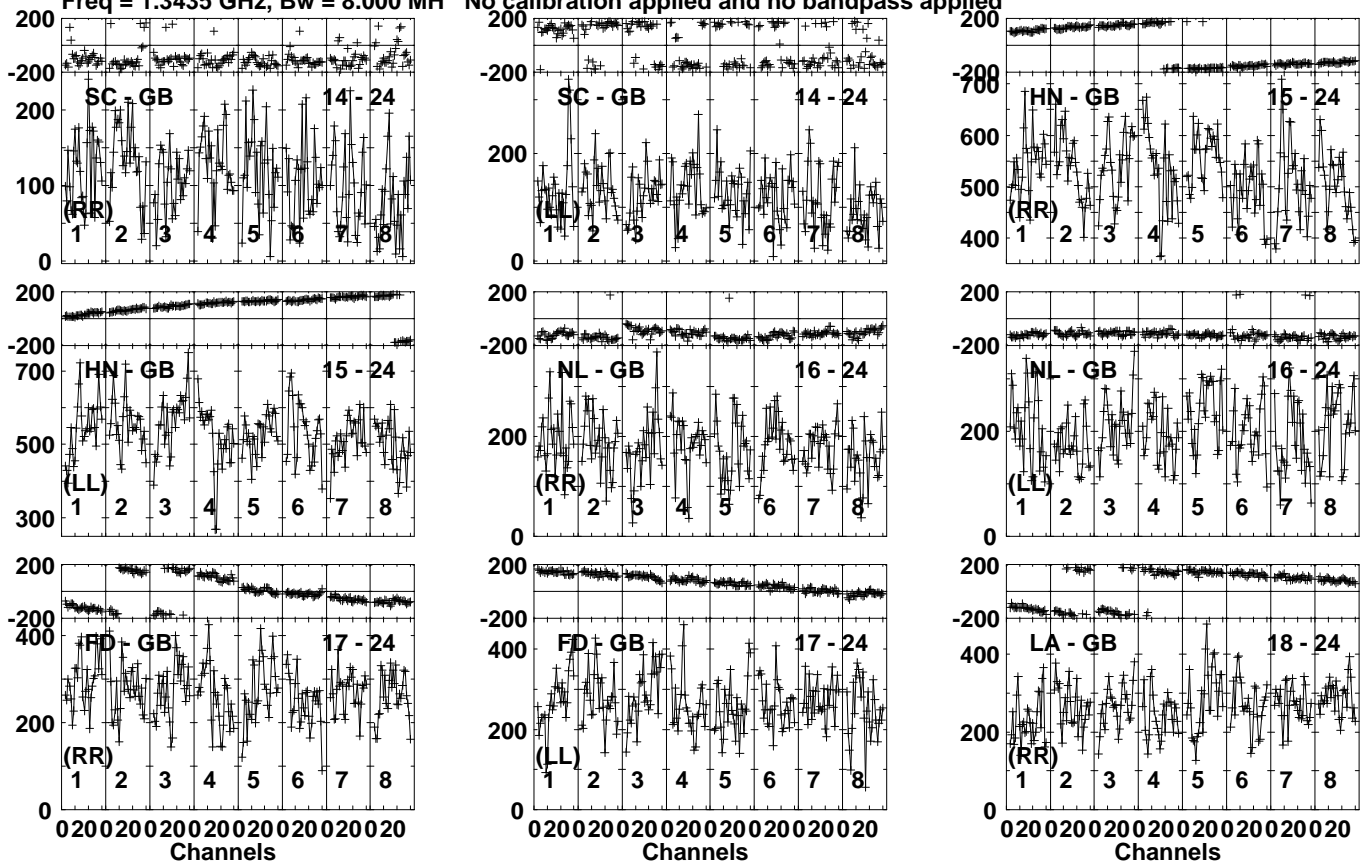 Freq = 1.3435 GHz, Bw = 8.000 MH No calibration applied and no bandpass applied
200
-200
SC - GB 14 - 24
200
100
0
(RR)
1 2 3 4 5 6 7 8
200
-200
SC - GB 14 - 24
200
0
(LL)
1 2 3 4 5 6 7 8
200
-200
HN - GB 15 - 24
700
600
500
400
(RR)
1 2 3 4 5 6 7 8
200
-200
HN - GB 15 - 24
700
500
300
(LL)
1 2 3 4 5 6 7 8
200
-200
NL - GB 16 - 24
200
0
(RR)
1 2 3 4 5 6 7 8
200
-200
NL - GB 16 - 24
200
0
(LL)
1 2 3 4 5 6 7 8
200
-200
FD - GB 17 - 24
400
200
0
(RR)
1 2 3 4 5 6 7 8
0 20 0 20 0 20 0 20 0 20 0 20 0 20 0 20
Channels
200
-200
FD - GB 17 - 24
400
200
0
(LL)
1 2 3 4 5 6 7 8
0 20 0 20 0 20 0 20 0 20 0 20 0 20 0 20
Channels
200
-200
LA - GB 18 - 24
400
200
0
(RR)
1 2 3 4 5 6 7 8
0 20 0 20 0 20 0 20 0 20 0 20 0 20 0 20
Channels